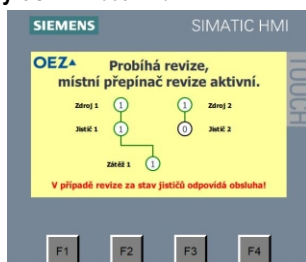 SIEMENS SIMATIC HMI
OEZ
Probíhá revize,
místní přepínač revize aktivní.
Zdroj 1 1 1 Zdroj 2
Jistič 1 1 0 Jistič 2
Zátěž 1 1
V případě revize za stav jističů odpovídá obsluha!
TOUCH
F1 F2 F3 F4